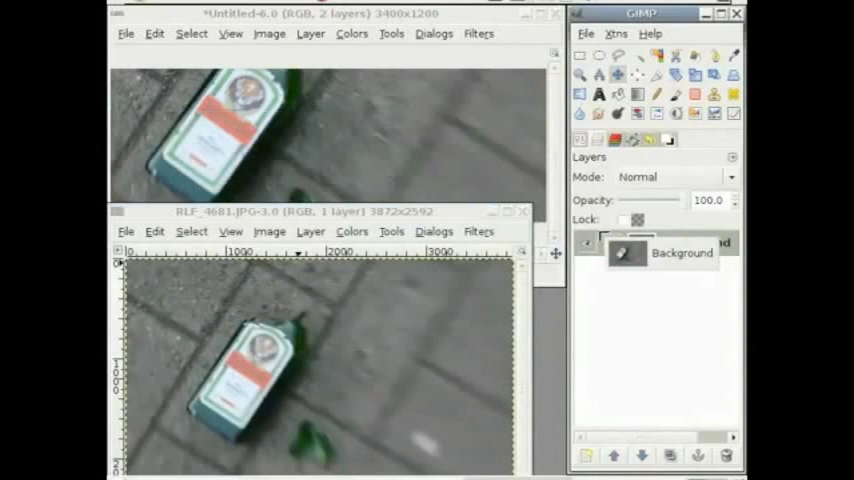 *Untitled-6.0 (RGB, 2 layers) 3400x1200
File Edit Select View Image Layer Colors Tools Dialogs Filters
RLF_4681.JPG-3.0 (RGB, 1 layer) 3872x2592
File Edit Select View Image Layer Colors Tools Dialogs Filters
0 1000 2000 3000
GIMP
File Xtns Help
Layers
Mode: Normal
Opacity: 100.0
Lock:
Background